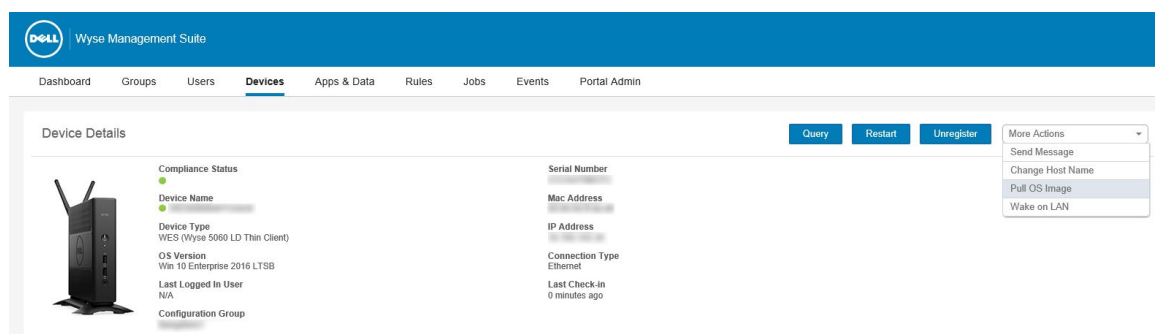 DELL Wyse Management Suite
Dashboard Groups Users Devices Apps & Data Rules Jobs Events Portal Admin
Device Details
Query Restart Unregister More Actions
Send Message
Change Host Name
Pull OS Image
Wake on LAN
Compliance Status
Device Name
Device Type
WES (Wyse 5060 LD Thin Client)
OS Version
Win 10 Enterprise 2016 LTSB
Last Logged In User
N/A
Configuration Group
Serial Number
Mac Address
IP Address
Connection Type
Ethernet
Last Check-in
0 minutes ago